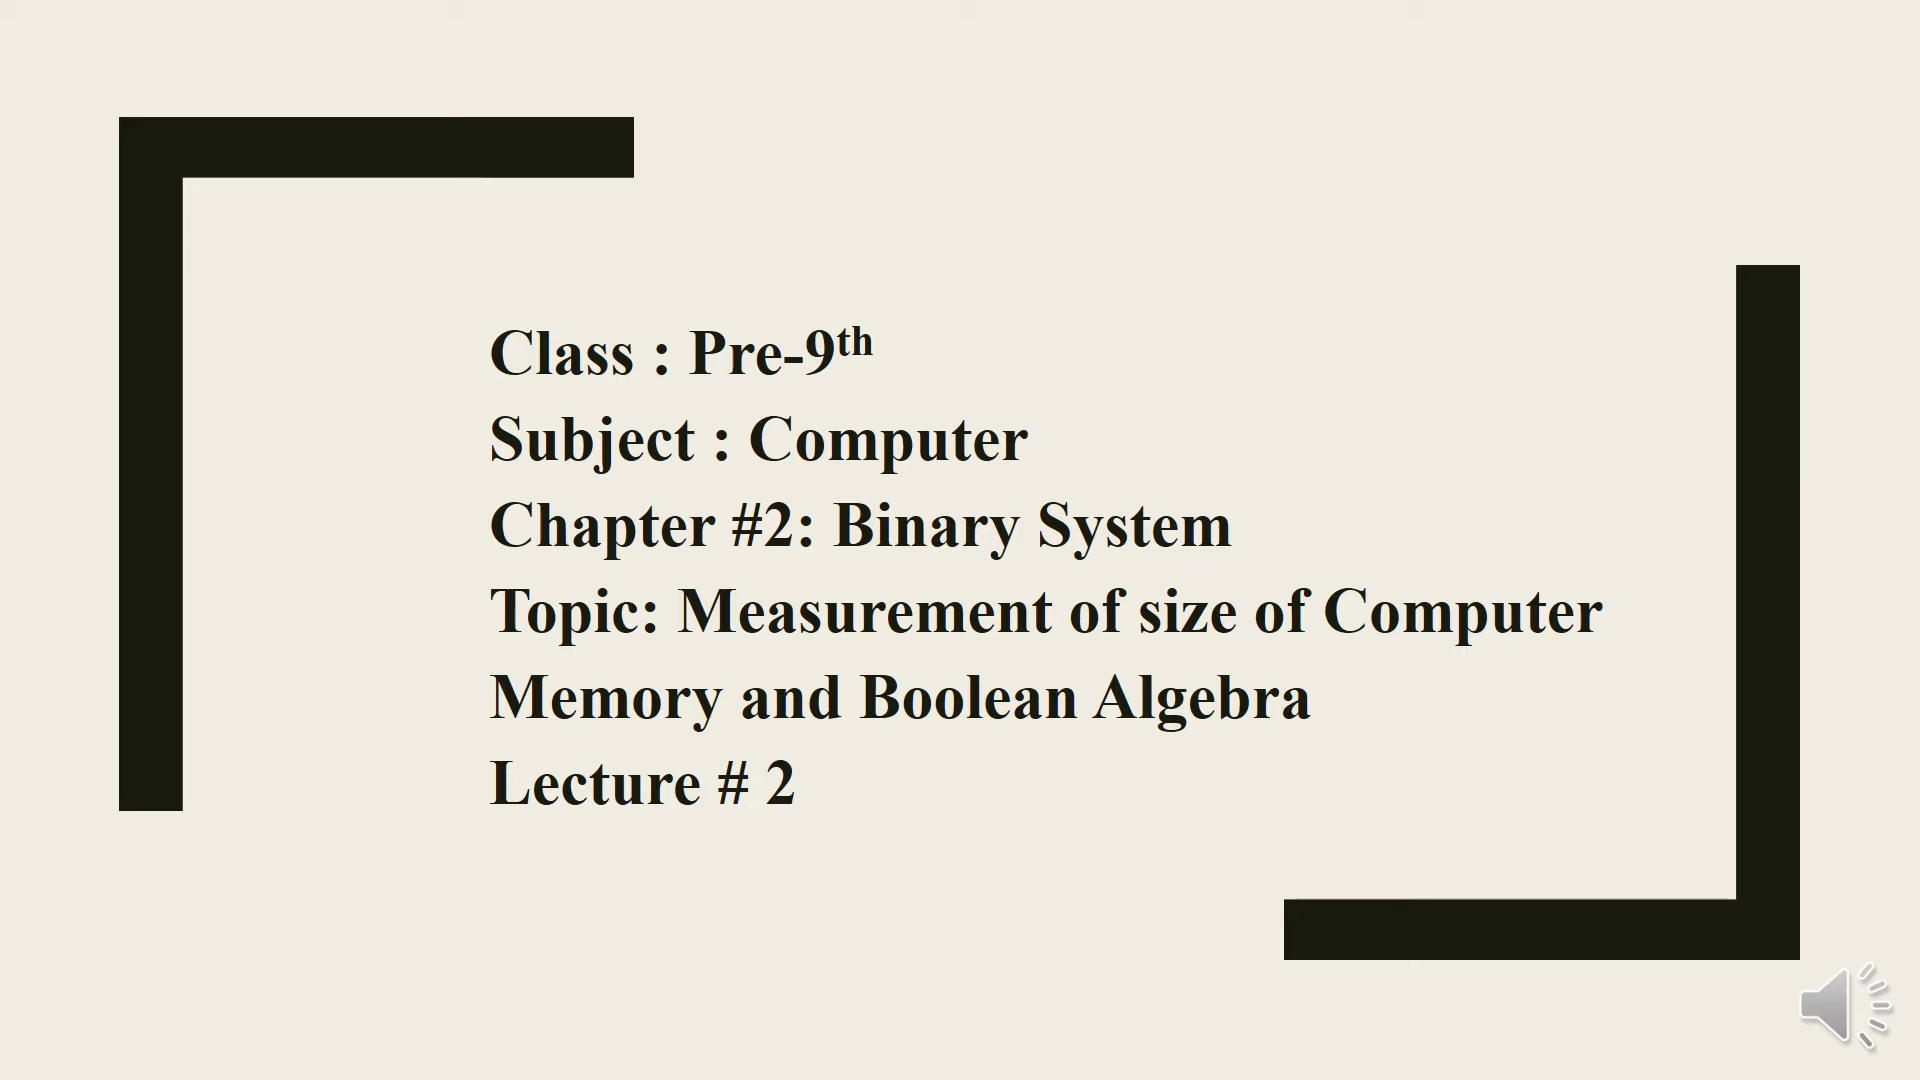 Class : Pre-9th
Subject : Computer
Chapter #2: Binary System
Topic: Measurement of size of Computer
Memory and Boolean Algebra
Lecture # 2